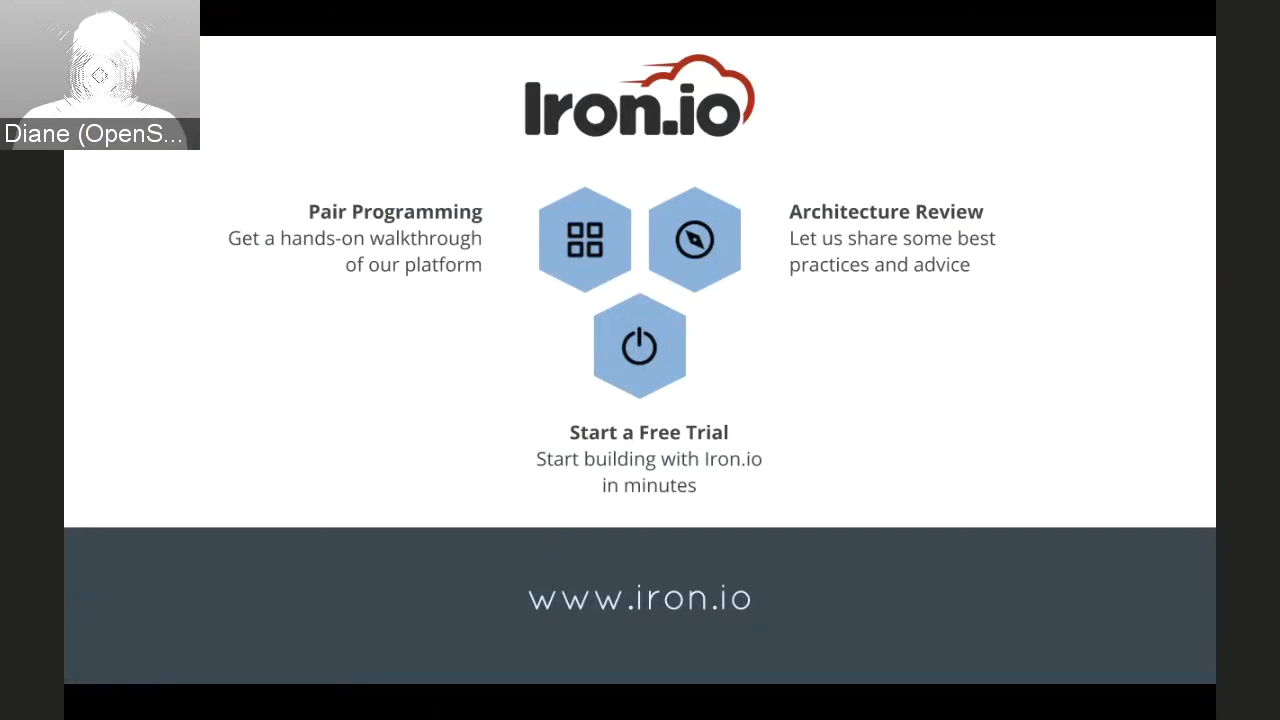 Diane (OpenS...
Iron.io
Pair Programming
Get a hands-on walkthrough
of our platform
Architecture Review
Let us share some best
practices and advice
Start a Free Trial
Start building with Iron.io
in minutes
www.iron.io